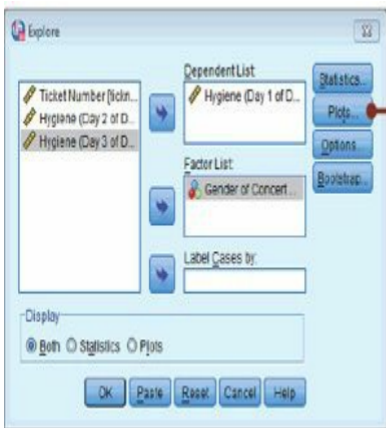 Explore
Ticket Number [tickn...
Hygiene (Day 2 of D...
Hygiene (Day 3 of D...
Dependent List:
Hygiene (Day 1 of D...
Factor List:
Gender of Concert ...
Label Cases by:
Statistics...
Plots...
Options...
Bootstrap...
Display
Both Statistics Plots
OK Paste Reset Cancel Help